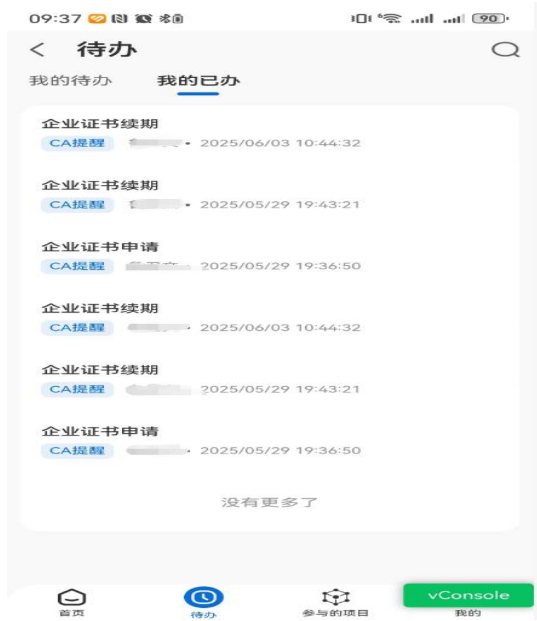 09:37
90
待办
我的待办 我的已办
企业证书续期
CA提醒 • 2025/06/03 10:44:32
企业证书续期
CA提醒 • 2025/05/29 19:43:21
企业证书申请
CA提醒 2025/05/29 19:36:50
企业证书续期
CA提醒 2025/06/03 10:44:32
企业证书续期
CA提醒 2025/05/29 19:43:21
企业证书申请
CA提醒 • 2025/05/29 19:36:50
没有更多了
vConsole
首页 待办 参与的项目 我的